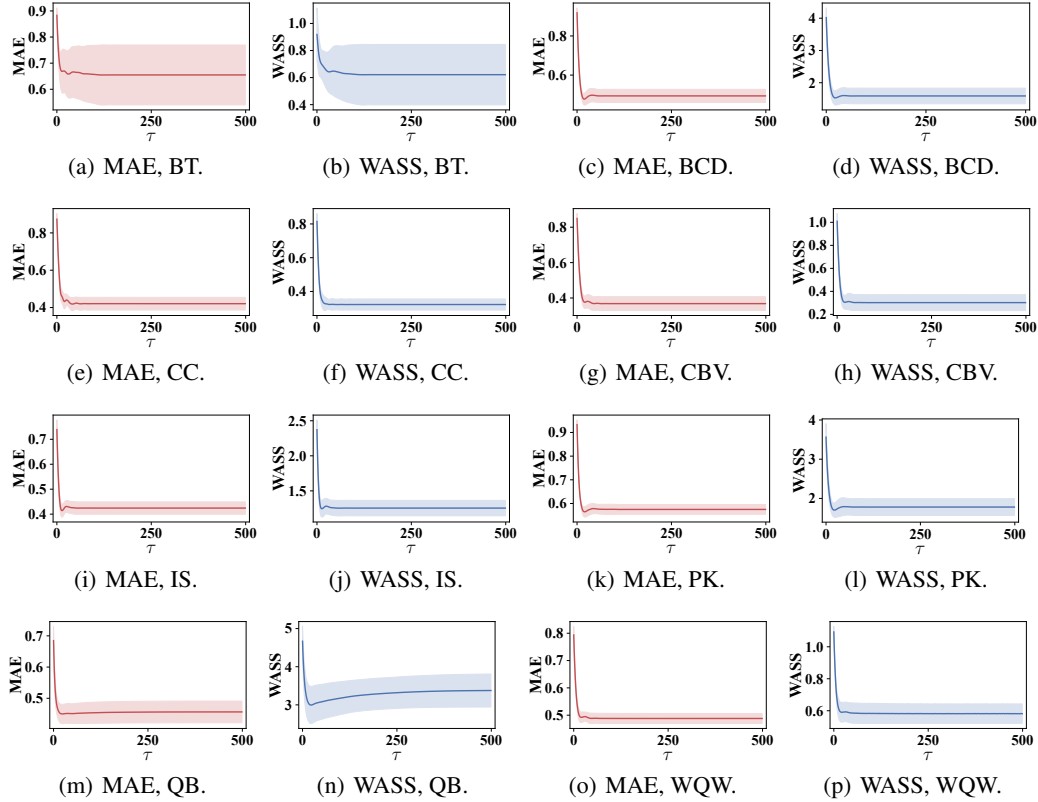 0.9
0.8
0.7
0.6
MAE
0 250 500
τ
(a) MAE, BT.
1.0
0.8
0.6
0.4
WASS
0 250 500
τ
(b) WASS, BT.
0.8
0.6
MAE
0 250 500
τ
(c) MAE, BCD.
4
2
WASS
0 250 500
τ
(d) WASS, BCD.
0.8
0.6
0.4
MAE
0 250 500
τ
(e) MAE, CC.
0.8
0.6
0.4
WASS
0 250 500
τ
(f) WASS, CC.
0.8
0.6
0.4
MAE
0 250 500
τ
(g) MAE, CBV.
1.0
0.8
0.6
0.4
0.2
WASS
0 250 500
τ
(h) WASS, CBV.
0.7
0.6
0.5
0.4
MAE
0 250 500
τ
(i) MAE, IS.
2.5
2.0
1.5
WASS
0 250 500
τ
(j) WASS, IS.
0.9
0.8
0.7
0.6
MAE
0 250 500
τ
(k) MAE, PK.
4
3
2
WASS
0 250 500
τ
(l) WASS, PK.
0.7
0.6
0.5
MAE
0 250 500
τ
(m) MAE, QB.
5
4
3
WASS
0 250 500
τ
(n) WASS, QB.
0.8
0.7
0.6
0.5
MAE
0 250 500
τ
(o) MAE, WQW.
1.0
0.8
0.6
WASS
0 250 500
τ
(p) WASS, WQW.